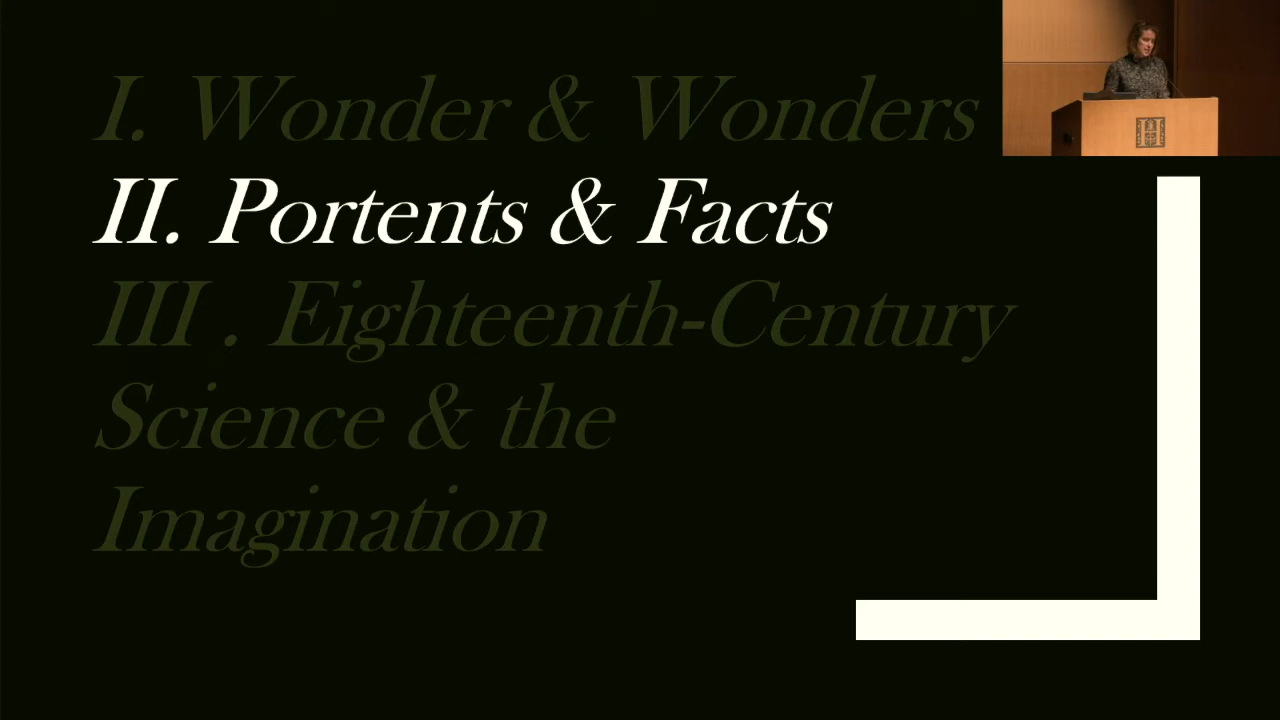 I. Wonder & Wonders
II. Portents & Facts
III . Eighteenth-Century
Science & the
Imagination